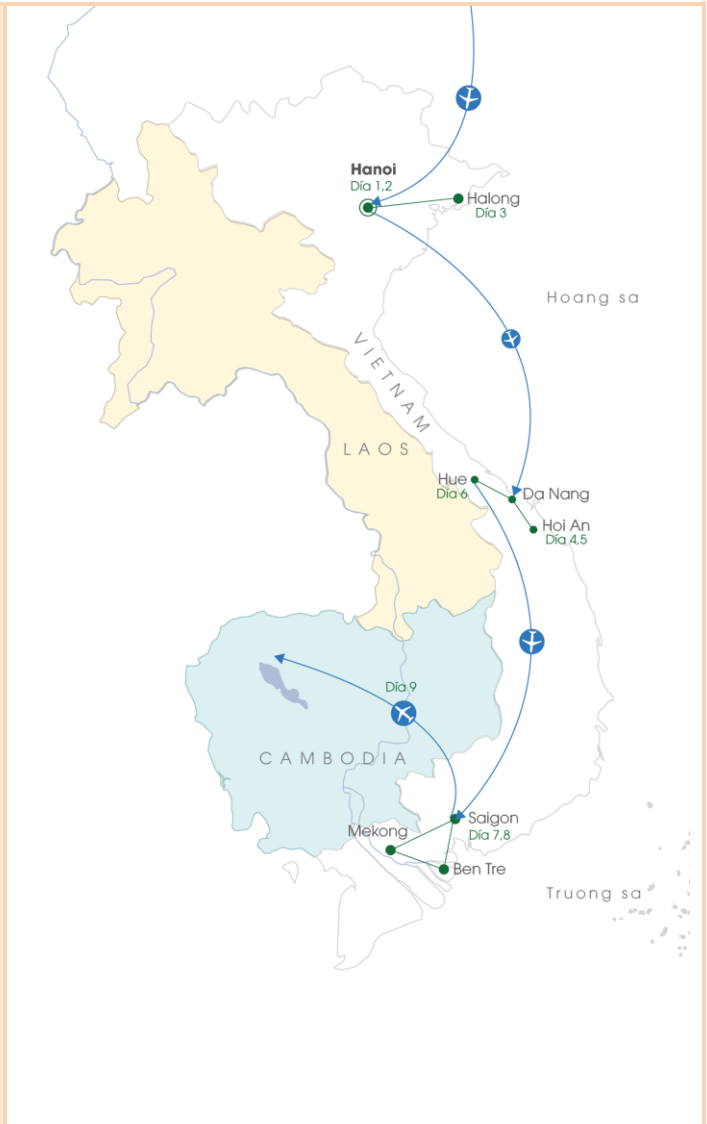 Hanoi
Día 1,2
Halong
Día 3
Hoang sa
VIETNAM
LAOS
Hue
Día 6
Da Nang
Hoi An
Día 4,5
Día 9
CAMBODIA
Saigon
Día 7,8
Mekong
Ben Tre
Truong sa